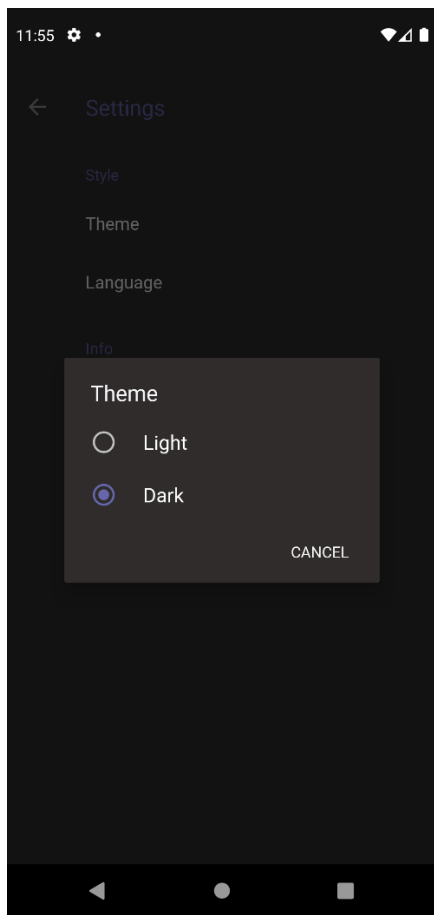 11:55
Settings
Style
Theme
Language
Info
Theme
Light
Dark
CANCEL